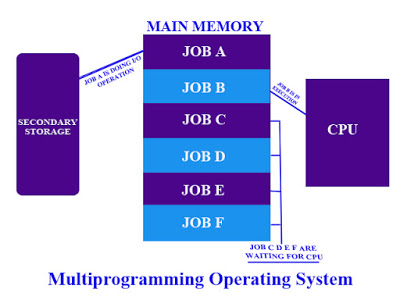 MAIN MEMORY
JOB A
JOB A IS DOING I/O
OPERATION
JOB B
JOB B IS IN
EXECUTION
SECONDARY
STORAGE
JOB C
CPU
JOB D
JOB E
JOB F
JOB C D E F ARE
WAITING FOR CPU
Multiprogramming Operating System